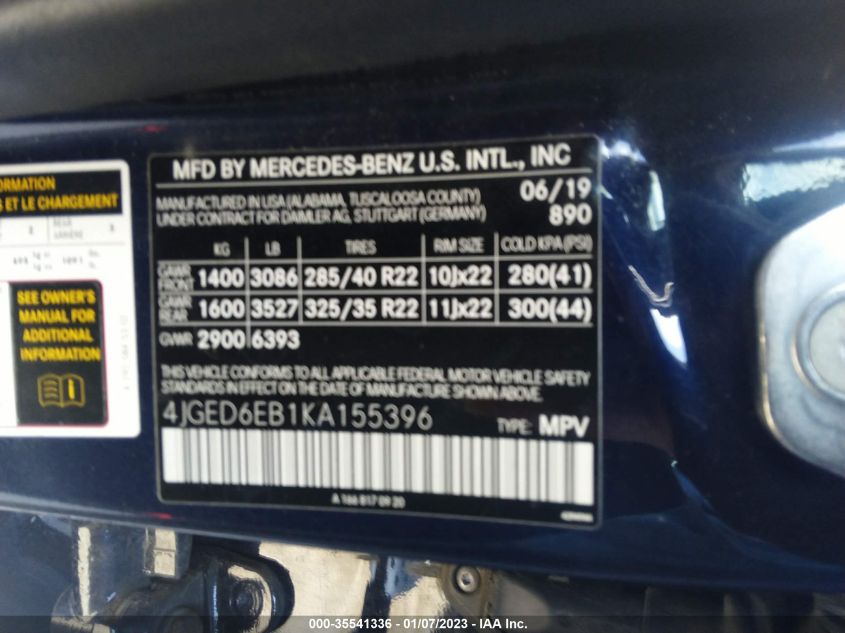 MFD BY MERCEDES-BENZ U.S. INTL., INC
MANUFACTURED IN USA (ALABAMA, TUSCALOOSA COUNTY) 06/19
UNDER CONTRACT FOR DAIMLER AG, STUTTGART (GERMANY) 890
KG LB TIRES RIM SIZE COLD KPA (PSI)
GAWR FRONT 1400 3086 285/40 R22 10Jx22 280(41)
GAWR REAR 1600 3527 325/35 R22 11Jx22 300(44)
GVWR 2900 6393
THIS VEHICLE CONFORMS TO ALL APPLICABLE FEDERAL MOTOR VEHICLE SAFETY
STANDARDS IN EFFECT ON THE DATE OF MANUFACTURE SHOWN ABOVE.
4JGED6EB1KA155396 TYPE: MPV
A 166 817 09 20
ORMATION
S ET LE CHARGEMENT
SEE OWNER'S
MANUAL FOR
ADDITIONAL
INFORMATION
000-35541336 - 01/07/2023 - IAA Inc.